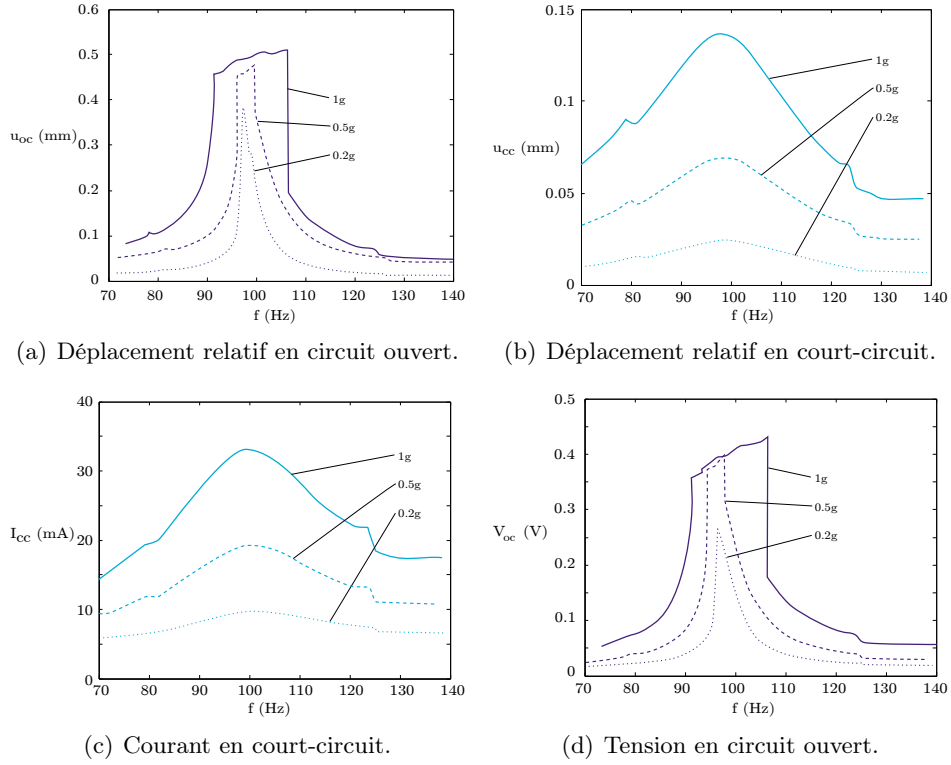 0.6
0.5
0.4
0.3
0.2
0.1
0
u_oc (mm)
1g
0.5g
0.2g
70 80 90 100 110 120 130 140
f (Hz)
(a) Déplacement relatif en circuit ouvert.
0.15
0.1
0.05
0
u_cc (mm)
1g
0.5g
0.2g
70 80 90 100 110 120 130 140
f (Hz)
(b) Déplacement relatif en court-circuit.
40
30
20
10
0
I_cc (mA)
1g
0.5g
0.2g
70 80 90 100 110 120 130 140
f (Hz)
(c) Courant en court-circuit.
0.5
0.4
0.3
0.2
0.1
0
V_oc (V)
1g
0.5g
0.2g
70 80 90 100 110 120 130 140
f (Hz)
(d) Tension en circuit ouvert.